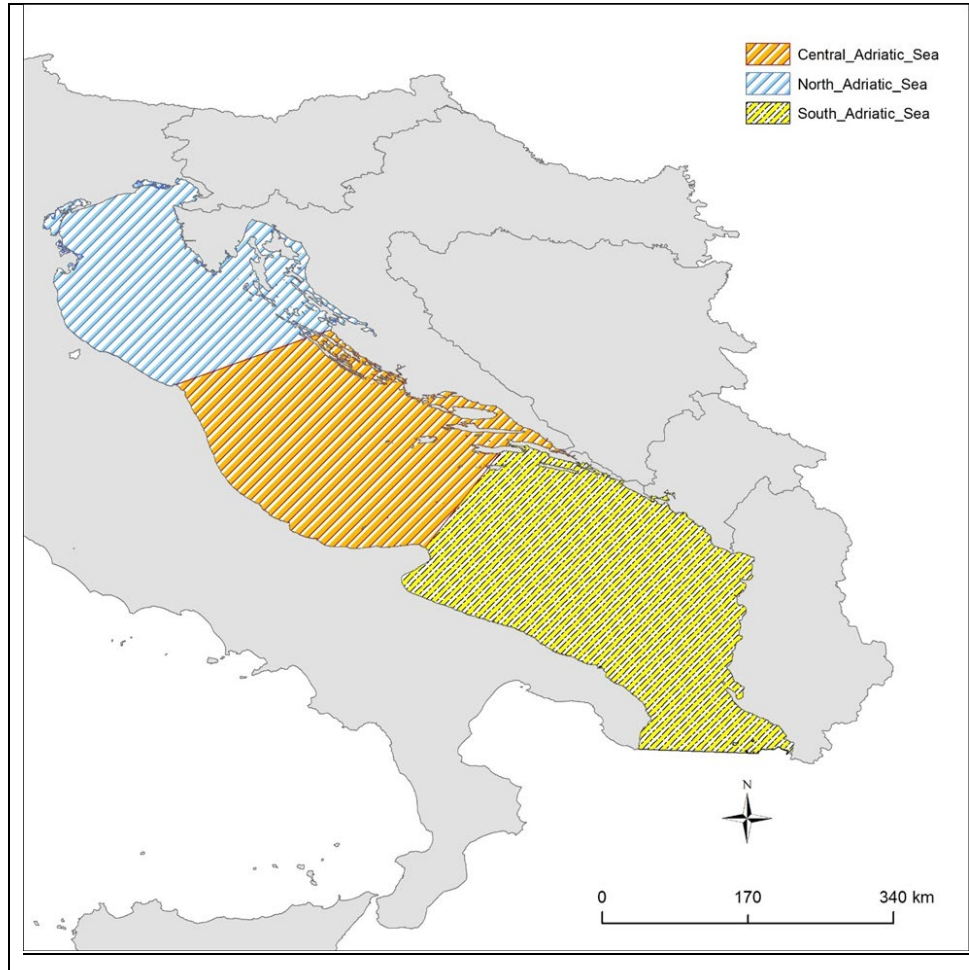 Central_Adriatic_Sea
North_Adriatic_Sea
South_Adriatic_Sea
N
0 170 340 km